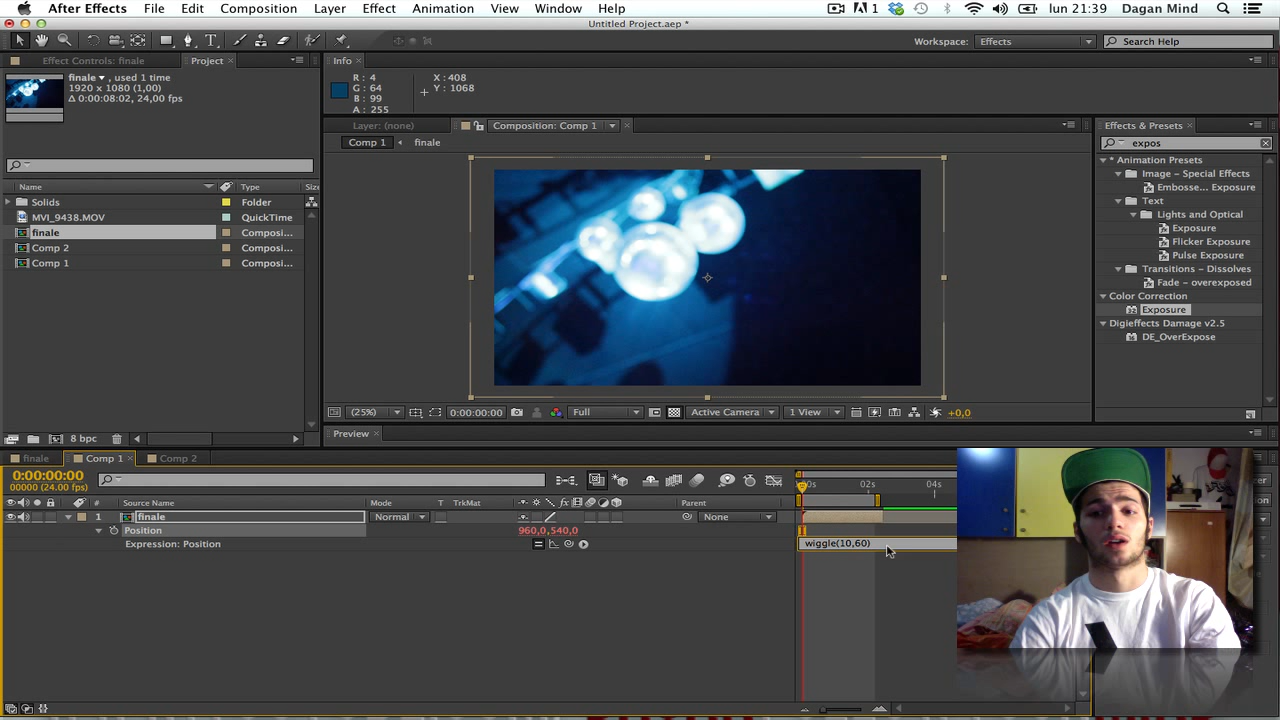 After Effects File Edit Composition Layer Effect Animation View Window Help 1 lun 21:39 Dagan Mind
Untitled Project.aep *
Workspace: Effects Search Help
Effect Controls: finale Project
finale , used 1 time
1920 x 1080 (1,00)
Δ 0:00:08:02, 24,00 fps
Name Type Size
Solids Folder
MVI_9438.MOV QuickTime
finale Composi...
Comp 2 Composi...
Comp 1 Composi...
8 bpc
Info
R: 4 X: 408
G: 64 Y: 1068
B: 99
A: 255
Layer: (none) Composition: Comp 1
Comp 1 finale
(25%) 0:00:00:00 Full Active Camera 1 View +0,0
Preview
Effects & Presets
expos
* Animation Presets
Image – Special Effects
Embosse... Exposure
Text
Lights and Optical
Exposure
Flicker Exposure
Pulse Exposure
Transitions – Dissolves
Fade – overexposed
Color Correction
Exposure
Digieffects Damage v2.5
DE_OverExpose
finale Comp 1 Comp 2
0:00:00:00
00000 (24.00 fps)
02s 04s
# Source Name Mode T TrkMat Parent
1 finale Normal None
Position 960,0,540,0
Expression: Position wiggle(10,60)